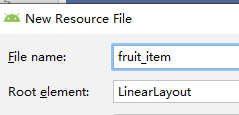 New Resource File
File name:
fruit_item
Root element:
LinearLayout